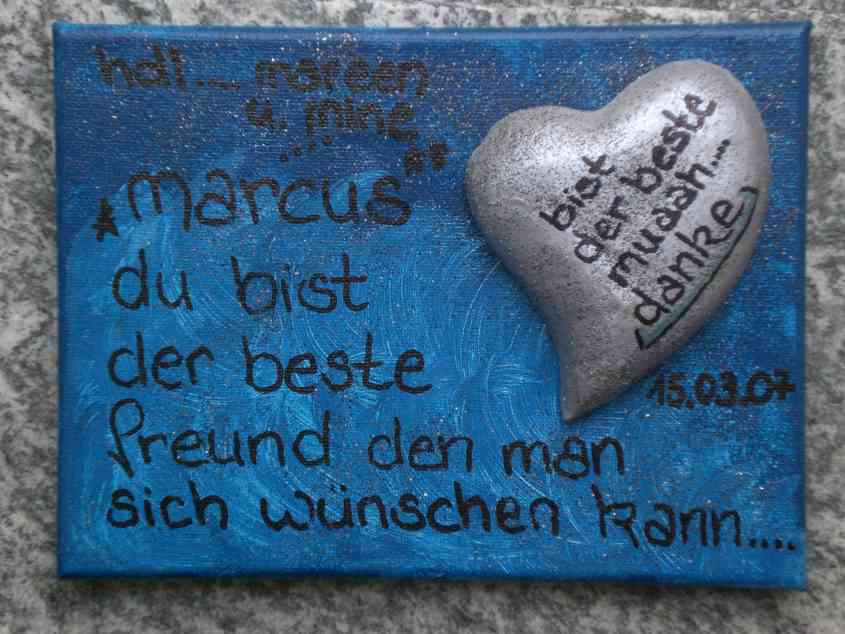 hdl.... mareen
u. mine
....**
*marcus
du bist
der beste
freund den man
sich wünschen kann....
bist
der beste
muaah....
danke
15.03.07